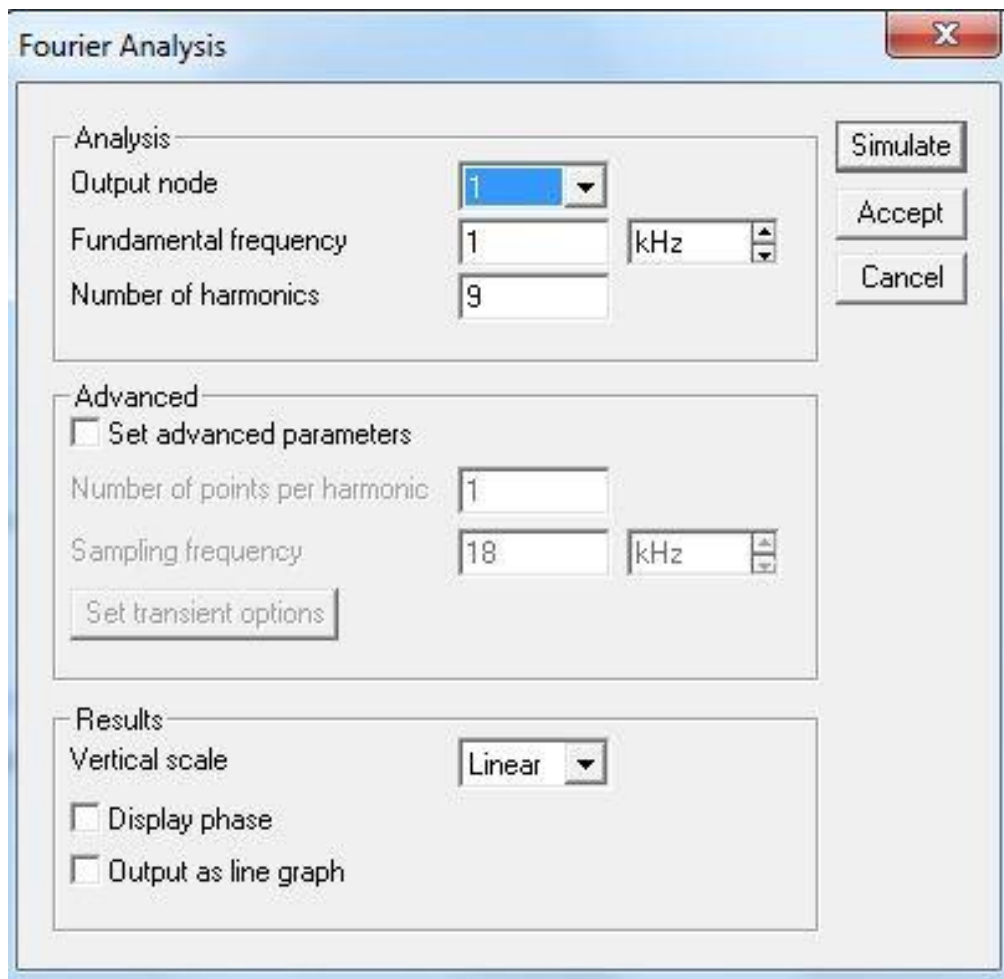 Fourier Analysis
X
Analysis
Output node 1
Fundamental frequency 1 kHz
Number of harmonics 9
Simulate
Accept
Cancel
Advanced
Set advanced parameters
Number of points per harmonic 1
Sampling frequency 18 kHz
Set transient options
Results
Vertical scale Linear
Display phase
Output as line graph